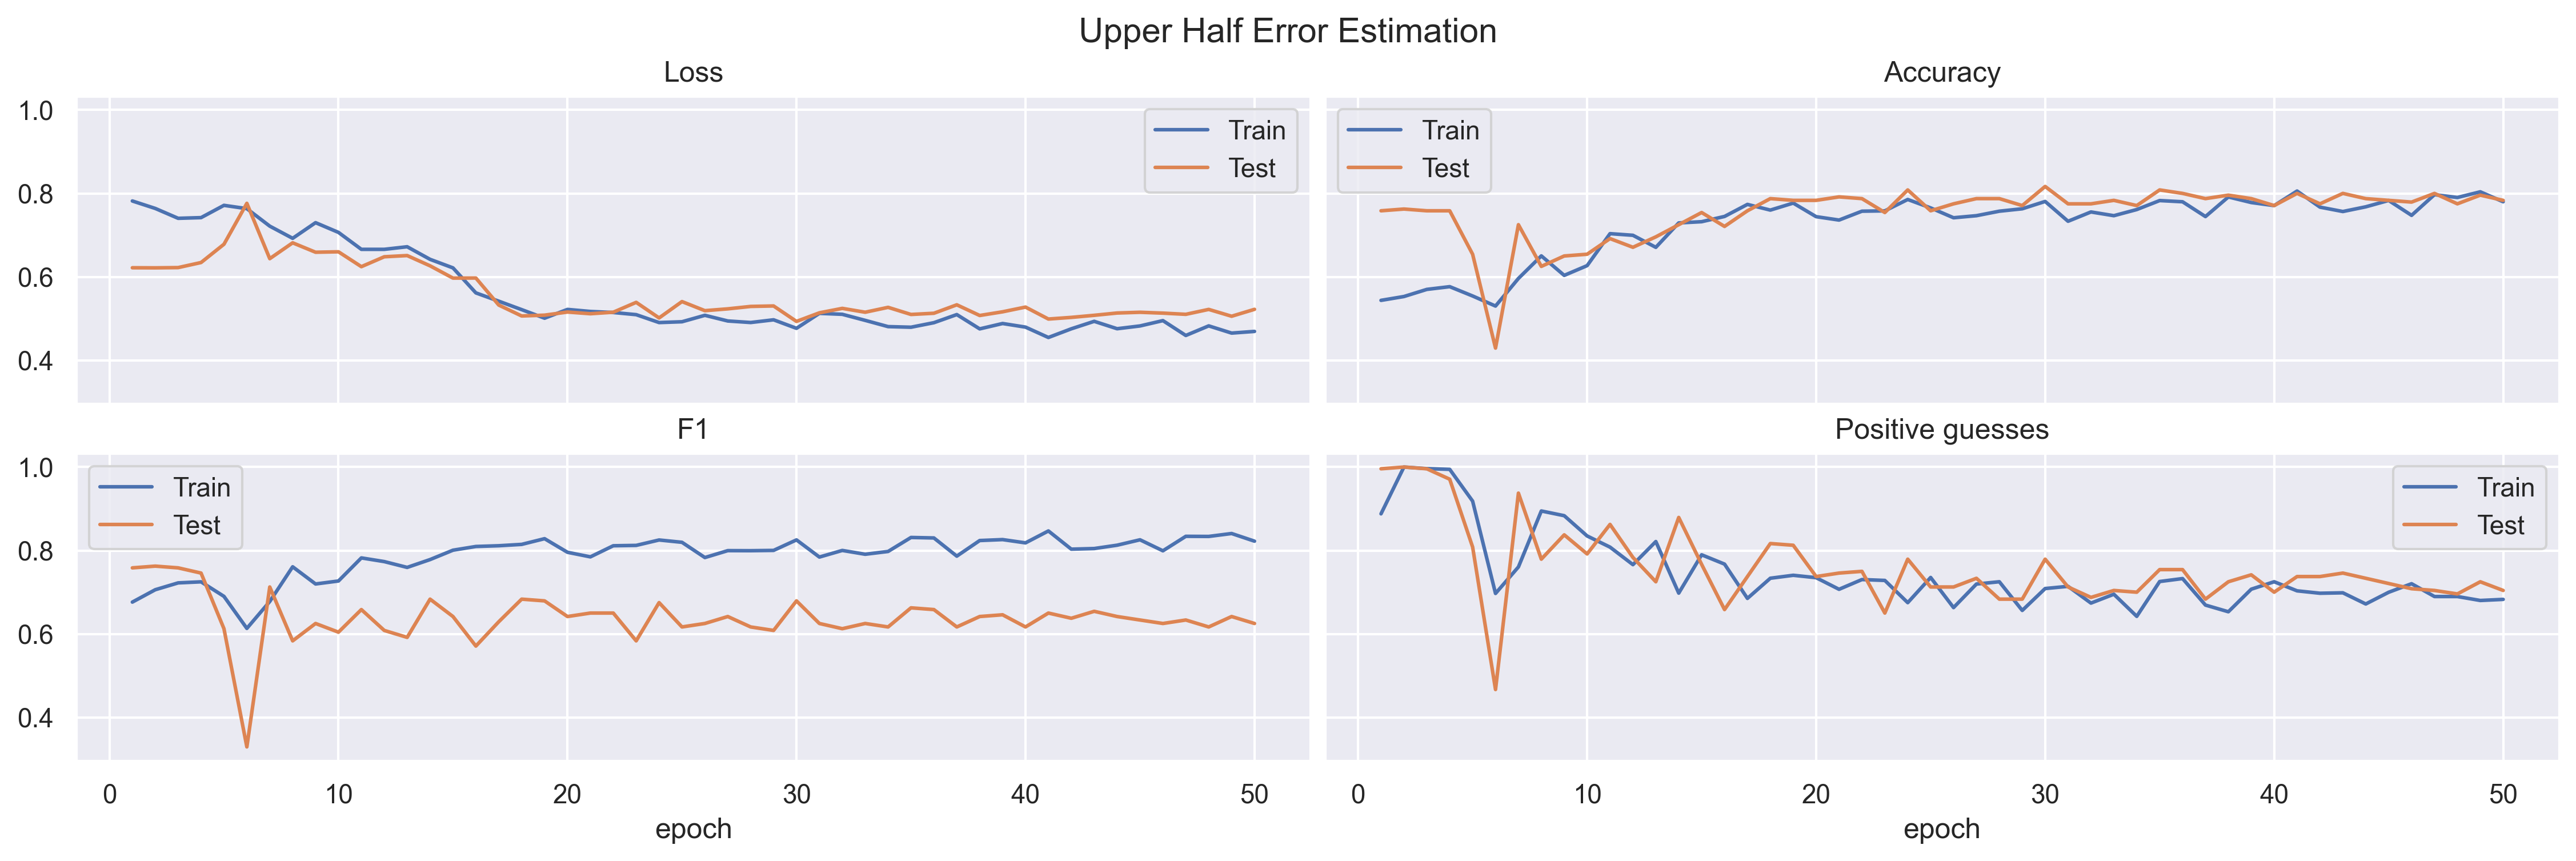 Upper Half Error Estimation
Loss
1.0
0.8
0.6
0.4
Train
Test
Accuracy
Train
Test
F1
1.0
0.8
0.6
0.4
Train
Test
0 10 20 30 40 50
epoch
Positive guesses
Train
Test
0 10 20 30 40 50
epoch